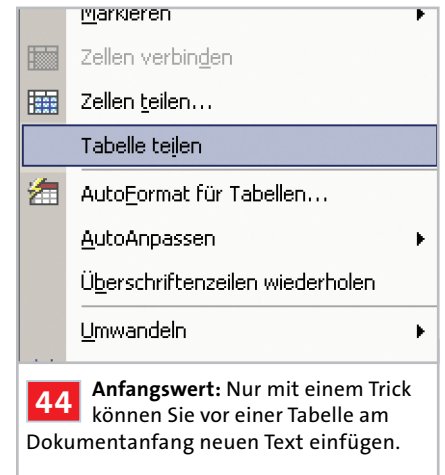 Markieren
Zellen verbinden
Zellen teilen...
Tabelle teilen
AutoFormat für Tabellen...
AutoAnpassen
Überschriftenzeilen wiederholen
Umwandeln
44 Anfangswert: Nur mit einem Trick
können Sie vor einer Tabelle am
Dokumentanfang neuen Text einfügen.